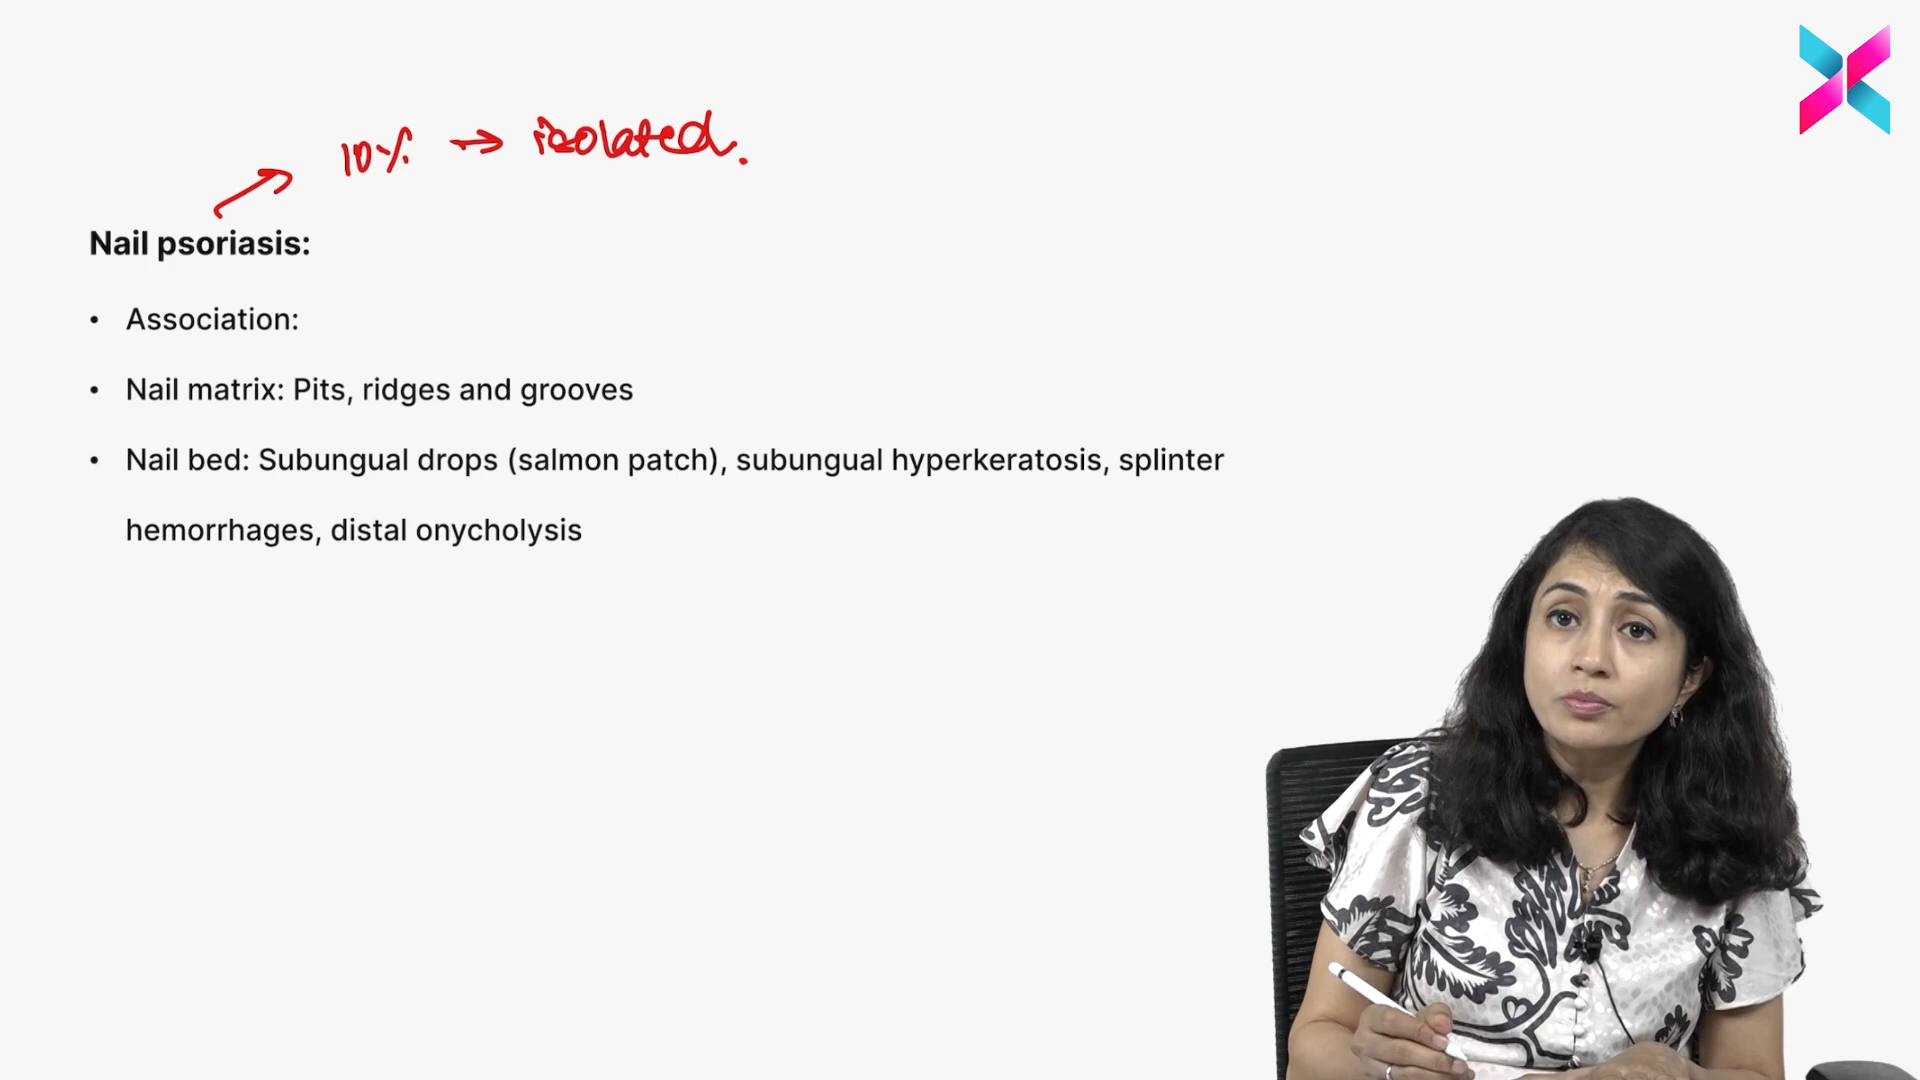 10% → isolated.
Nail psoriasis:
• Association:
• Nail matrix: Pits, ridges and grooves
• Nail bed: Subungual drops (salmon patch), subungual hyperkeratosis, splinter
hemorrhages, distal onycholysis